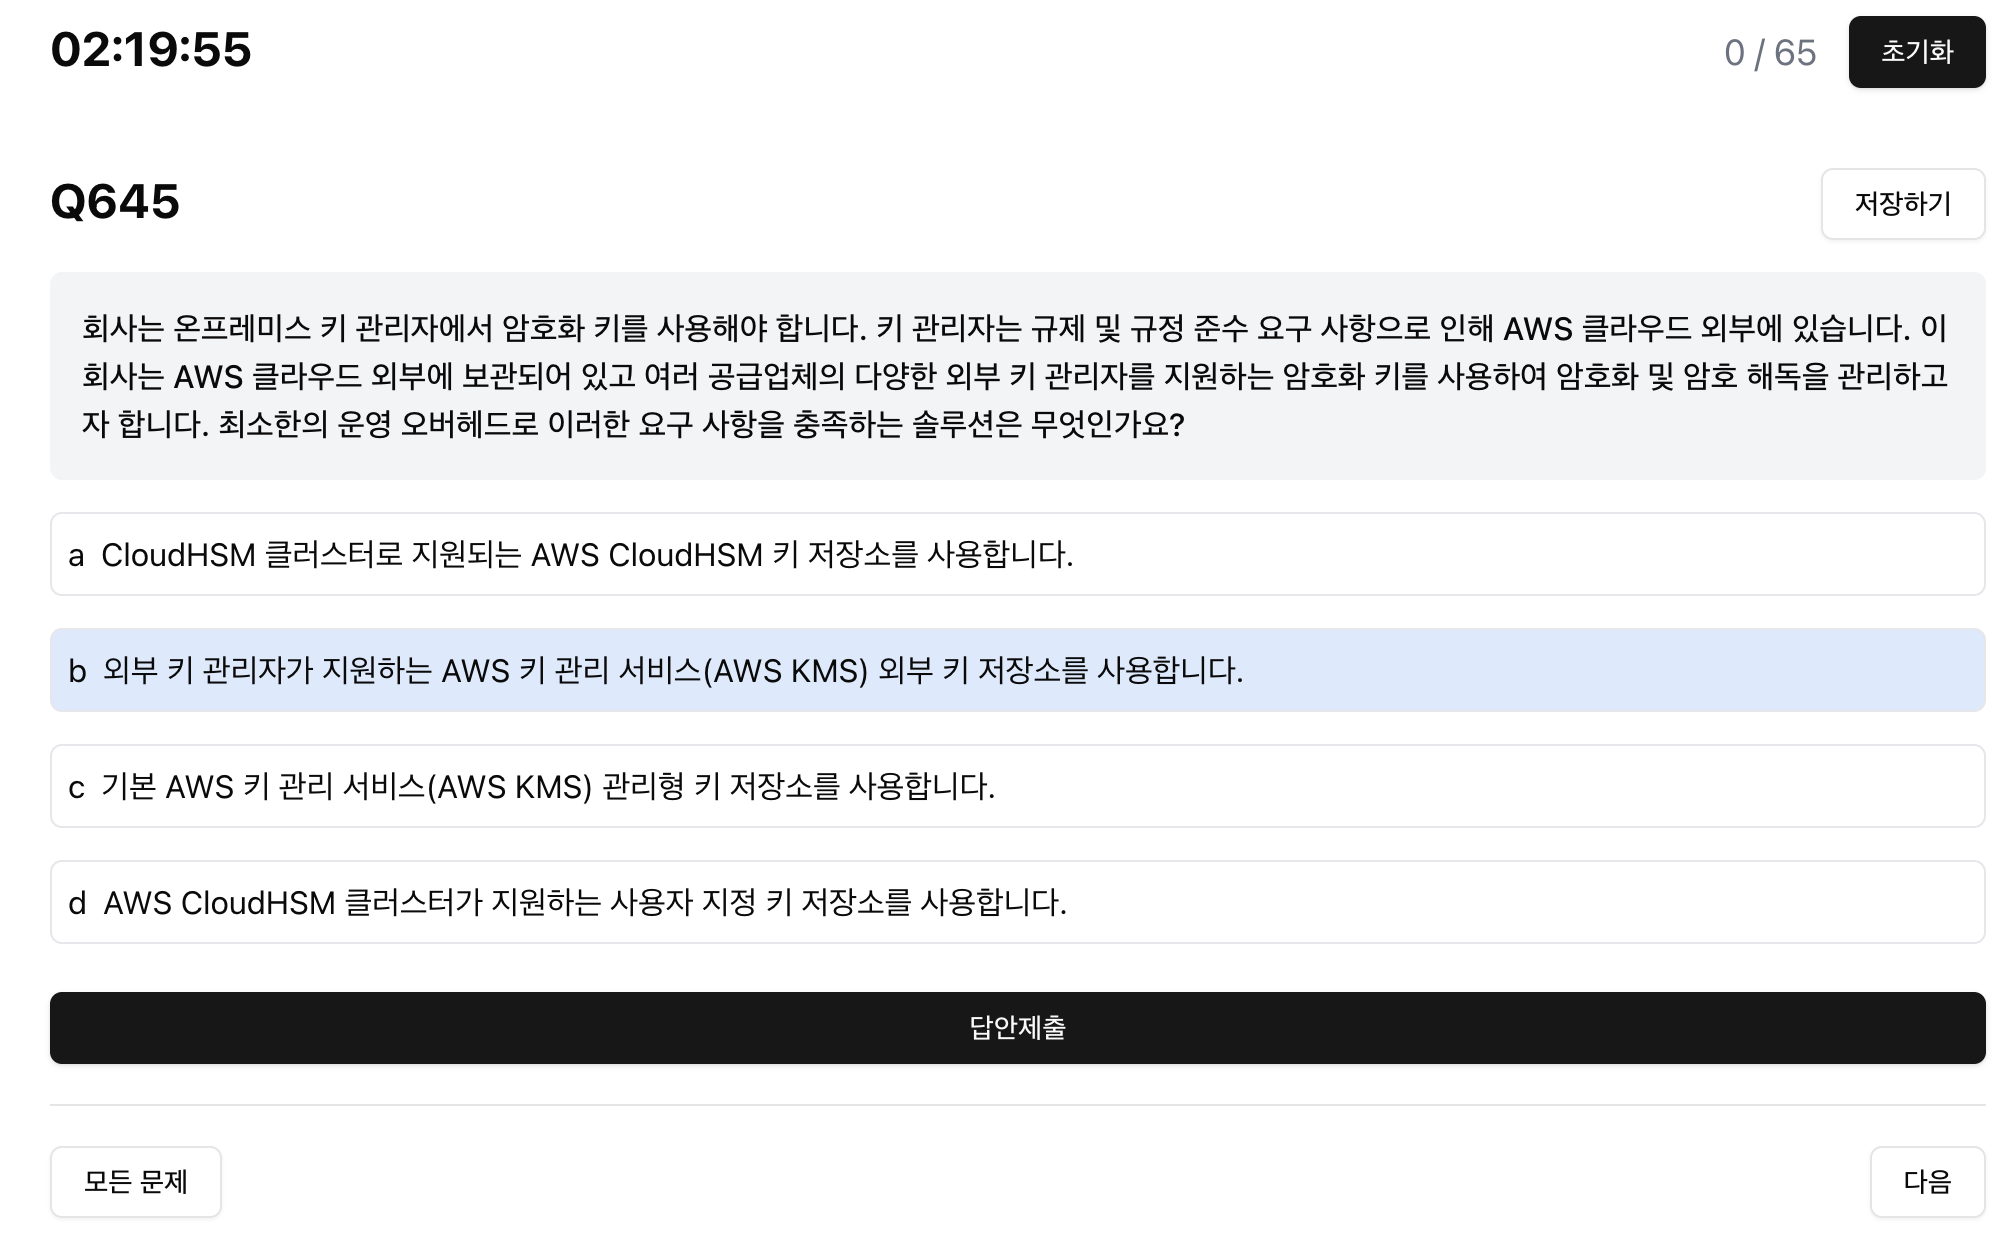 02:19:55
0 / 65
초기화
Q645
저장하기
회사는 온프레미스 키 관리자에서 암호화 키를 사용해야 합니다. 키 관리자는 규제 및 규정 준수 요구 사항으로 인해 AWS 클라우드 외부에 있습니다. 이
회사는 AWS 클라우드 외부에 보관되어 있고 여러 공급업체의 다양한 외부 키 관리자를 지원하는 암호화 키를 사용하여 암호화 및 암호 해독을 관리하고
자 합니다. 최소한의 운영 오버헤드로 이러한 요구 사항을 충족하는 솔루션은 무엇인가요?
a CloudHSM 클러스터로 지원되는 AWS CloudHSM 키 저장소를 사용합니다.
b 외부 키 관리자가 지원하는 AWS 키 관리 서비스(AWS KMS) 외부 키 저장소를 사용합니다.
c 기본 AWS 키 관리 서비스(AWS KMS) 관리형 키 저장소를 사용합니다.
d AWS CloudHSM 클러스터가 지원하는 사용자 지정 키 저장소를 사용합니다.
답안제출
모든 문제
다음